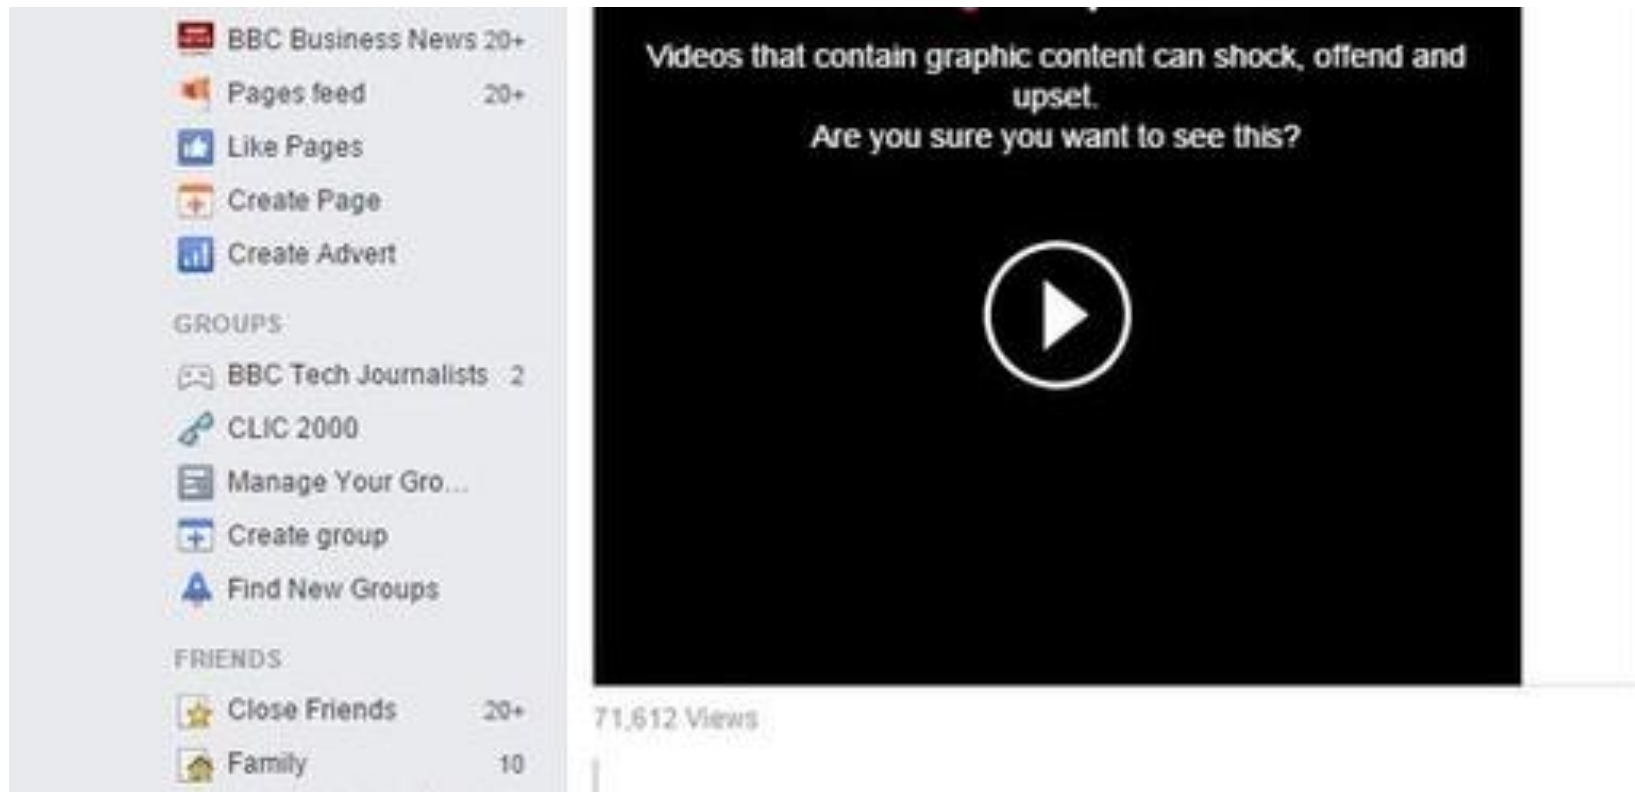 BBC Business News 20+
Pages feed 20+
Like Pages
Create Page
Create Advert
GROUPS
BBC Tech Journalists 2
CLIC 2000
Manage Your Gro...
Create group
Find New Groups
FRIENDS
Close Friends 20+
Family 10
Videos that contain graphic content can shock, offend and
upset.
Are you sure you want to see this?
71,612 Views